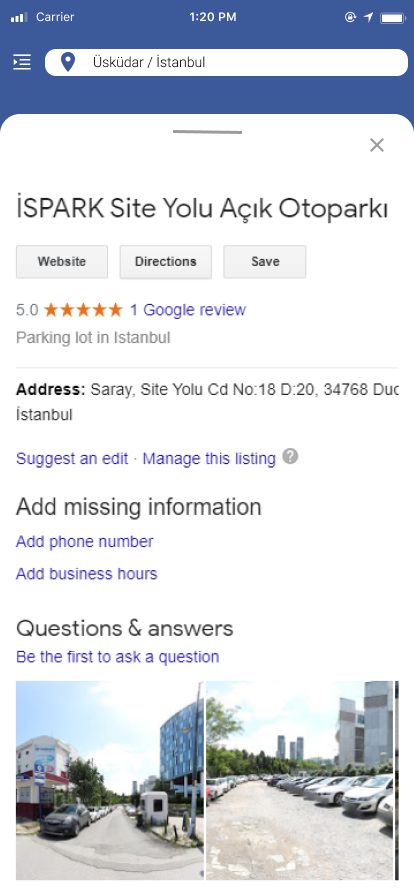 Carrier
1:20 PM
Üsküdar / İstanbul
İSPARK Site Yolu Açık Otoparkı
Website
Directions
Save
5.0
1 Google review
Parking lot in Istanbul
Address: Saray, Site Yolu Cd No:18 D:20, 34768 Duc
İstanbul
Suggest an edit · Manage this listing ?
Add missing information
Add phone number
Add business hours
Questions & answers
Be the first to ask a question